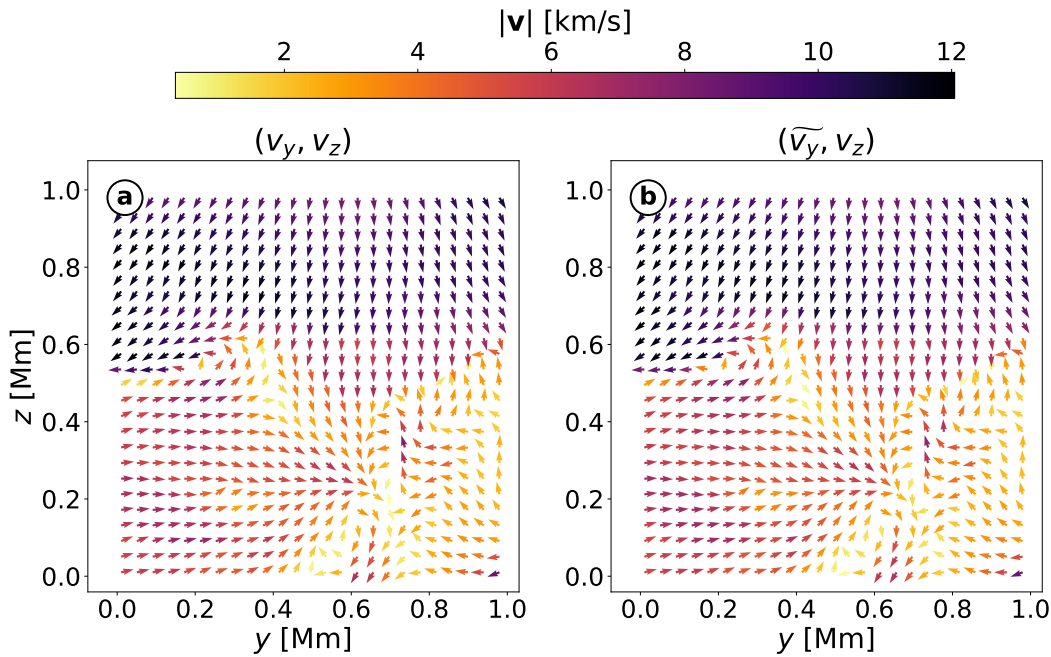 |v| [km/s]
2 4 6 8 10 12
(v_y, v_z) (\widetilde{v_y}, v_z)
a b
1.0 1.0
0.8 0.8
0.6 0.6
z [Mm]
0.4 0.4
0.2 0.2
0.0 0.0
0.0 0.2 0.4 0.6 0.8 1.0 0.0 0.2 0.4 0.6 0.8 1.0
y [Mm] y [Mm]